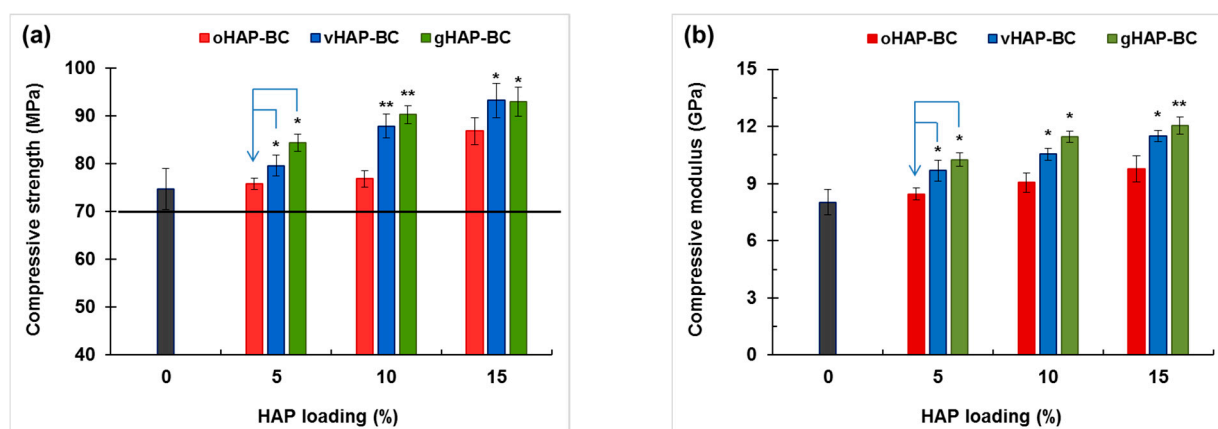 (a)
oHAP-BC vHAP-BC gHAP-BC
Compressive strength (MPa)
100
90
80
70
60
50
40
* * ** ** * *
0 5 10 15
HAP loading (%)
(b)
oHAP-BC vHAP-BC gHAP-BC
Compressive modulus (GPa)
15
12
9
6
3
0
* * * * * **
0 5 10 15
HAP loading (%)